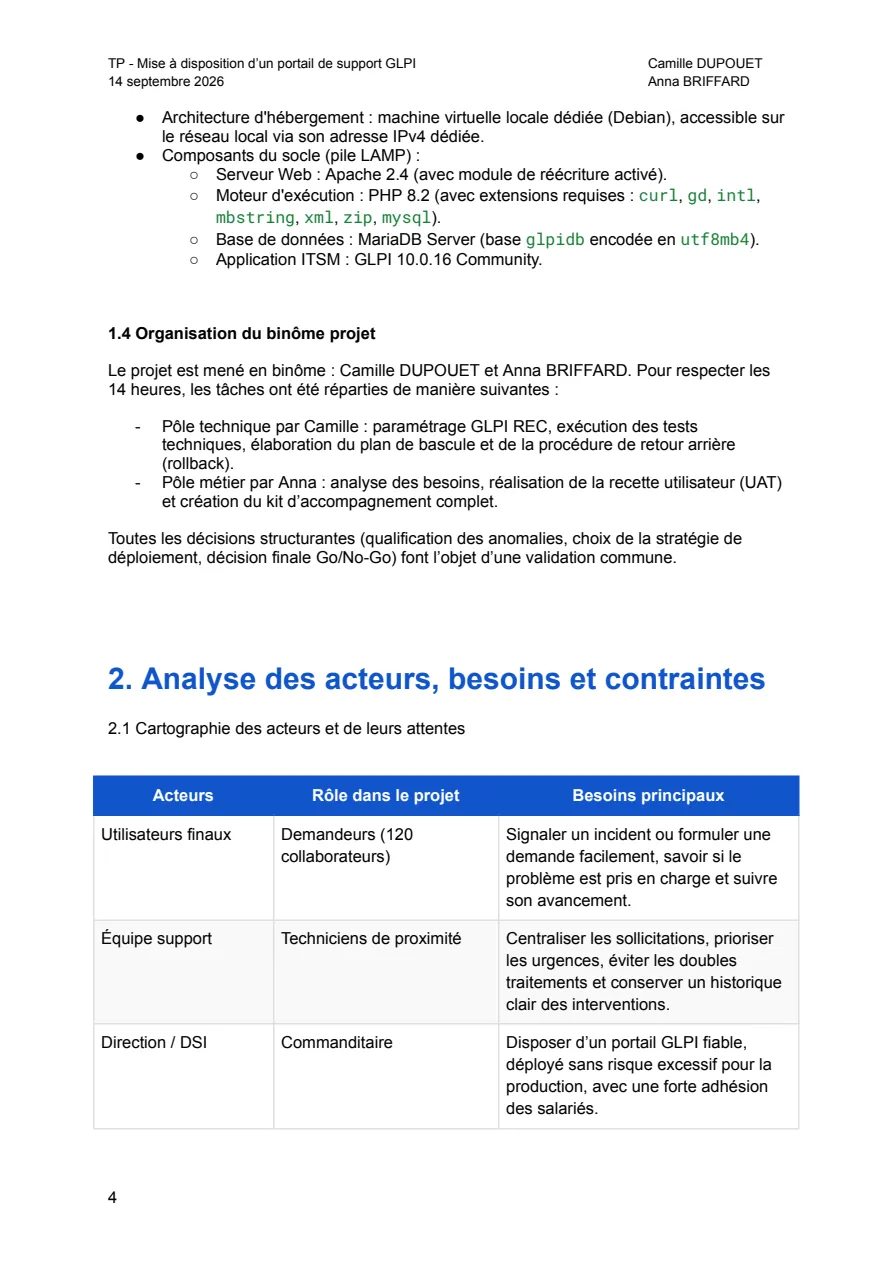 TP - Mise à disposition d’un portail de support GLPI
Camille DUPOUET
14 septembre 2026
Anna BRIFFARD
● Architecture d'hébergement : machine virtuelle locale dédiée (Debian), accessible sur
le réseau local via son adresse IPv4 dédiée.
● Composants du socle (pile LAMP) :
○ Serveur Web : Apache 2.4 (avec module de réécriture activé).
○ Moteur d'exécution : PHP 8.2 (avec extensions requises : curl, gd, intl,
mbstring, xml, zip, mysql).
○ Base de données : MariaDB Server (base glpidb encodée en utf8mb4).
○ Application ITSM : GLPI 10.0.16 Community.
1.4 Organisation du binôme projet
Le projet est mené en binôme : Camille DUPOUET et Anna BRIFFARD. Pour respecter les
14 heures, les tâches ont été réparties de manière suivantes :
- Pôle technique par Camille : paramétrage GLPI REC, exécution des tests
techniques, élaboration du plan de bascule et de la procédure de retour arrière
(rollback).
- Pôle métier par Anna : analyse des besoins, réalisation de la recette utilisateur (UAT)
et création du kit d’accompagnement complet.
Toutes les décisions structurantes (qualification des anomalies, choix de la stratégie de
déploiement, décision finale Go/No-Go) font l’objet d’une validation commune.
2. Analyse des acteurs, besoins et contraintes
2.1 Cartographie des acteurs et de leurs attentes
Acteurs
Rôle dans le projet
Besoins principaux
Utilisateurs finaux
Demandeurs (120
collaborateurs)
Signaler un incident ou formuler une
demande facilement, savoir si le
problème est pris en charge et suivre
son avancement.
Équipe support
Techniciens de proximité
Centraliser les sollicitations, prioriser
les urgences, éviter les doubles
traitements et conserver un historique
clair des interventions.
Direction / DSI
Commanditaire
Disposer d’un portail GLPI fiable,
déployé sans risque excessif pour la
production, avec une forte adhésion
des salariés.
4